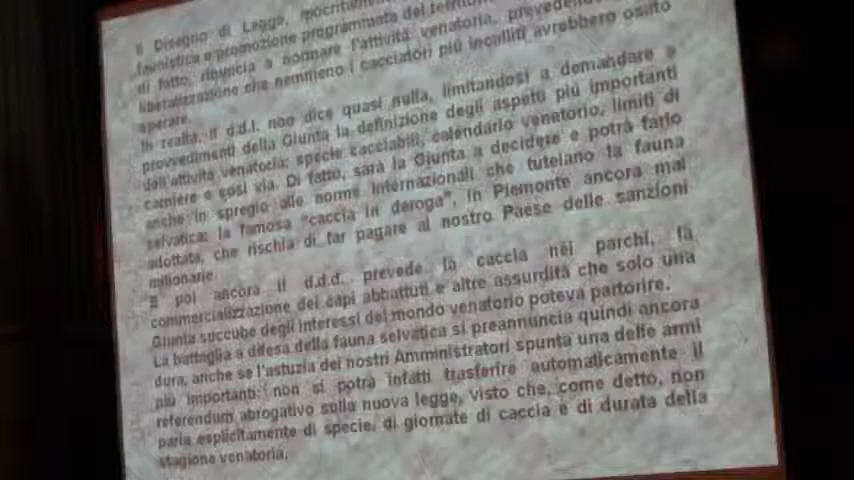 Il Disegno di Legge,
faunistica e promozione programmata del
di fatto, rinuncia a normare l'attività venatoria,
liberalizzazione che nemmeno i cacciatori più incalliti avrebbero osato
sperare.
In realtà, il d.d.l. non dice quasi nulla, limitandosi a demandare a
provvedimenti della Giunta la definizione degli aspetti più importanti
dell'attività venatoria: specie cacciabili, calendario venatorio, limiti di
carniere e così via. Di fatto, sarà la Giunta a decidere e potrà farlo
anche in spregio alle norme internazionali che tutelano la fauna
selvatica: la famosa "caccia in deroga", in Piemonte ancora mai
adottata, che rischia di far pagare al nostro Paese delle sanzioni
milionarie.
E poi ancora il d.d.d. prevede la caccia nei parchi, la
commercializzazione dei capi abbattuti e altre assurdità che solo una
Giunta succube degli interessi del mondo venatorio poteva partorire.
La battaglia a difesa della fauna selvatica si preannuncia quindi ancora
dura, anche se l'astuzia dei nostri Amministratori spunta una delle armi
più importanti: non si potrà infatti trasferire automaticamente il
referendum abrogativo sulla nuova legge, visto che, come detto, non
parla esplicitamente di specie, di giornate di caccia e di durata della
stagione venatoria.